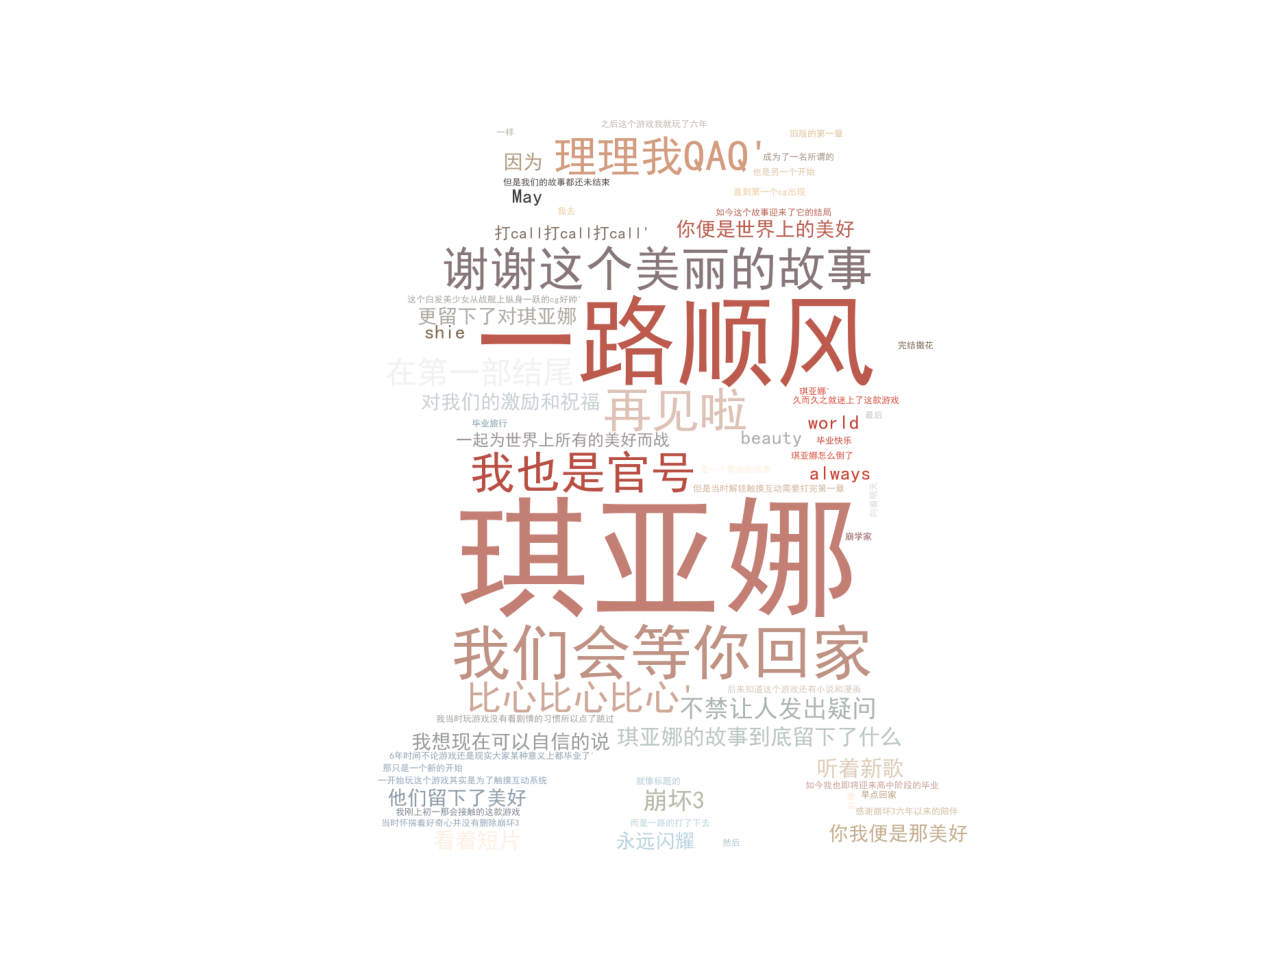 之后这个游戏我就玩了六年
一样
旧版的第一章
因为
理理我QAQ'
成为了一名所谓的
也是另一个开始
但是我们的故事都还未结束
May
直到第一个cg出现
我去
如今这个故事迎来了它的结局
打call打call打call'
你便是世界上的美好
谢谢这个美丽的故事
这个白发美少女从战舰上纵身一跃的cg好帅'
更留下了对琪亚娜
shie
一路顺风
完结撒花
在第一部结尾
琪亚娜'
对我们的激励和祝福
再见啦
久而久之就迷上了这款游戏
最后
毕业旅行
world
一起为世界上所有的美好而战
beauty
毕业快乐
琪亚娜怎么倒了
我也是官号
always
但是当时解锁触摸互动需要打完第一章
向着明天
琪亚娜
崩学家
我们会等你回家
比心比心比心'
后来知道这个游戏还有小说和漫画
不禁让人发出疑问
我当时玩游戏没有看剧情的习惯所以点了跳过
我想现在可以自信的说
琪亚娜的故事到底留下了什么
6年时间不论游戏还是现实大家某种意义上都毕业了'
那只是一个新的开始
听着新歌
一开始玩这个游戏其实是为了触摸互动系统
就像标题的
如今我也即将迎来高中阶段的毕业
他们留下了美好
崩坏3
早点回家
我刚上初一那会接触的这款游戏
感谢崩坏3六年以来的陪伴
当时怀揣着好奇心并没有删除崩坏3
而是一路的打了下去
你我便是那美好
看着短片
永远闪耀
然后